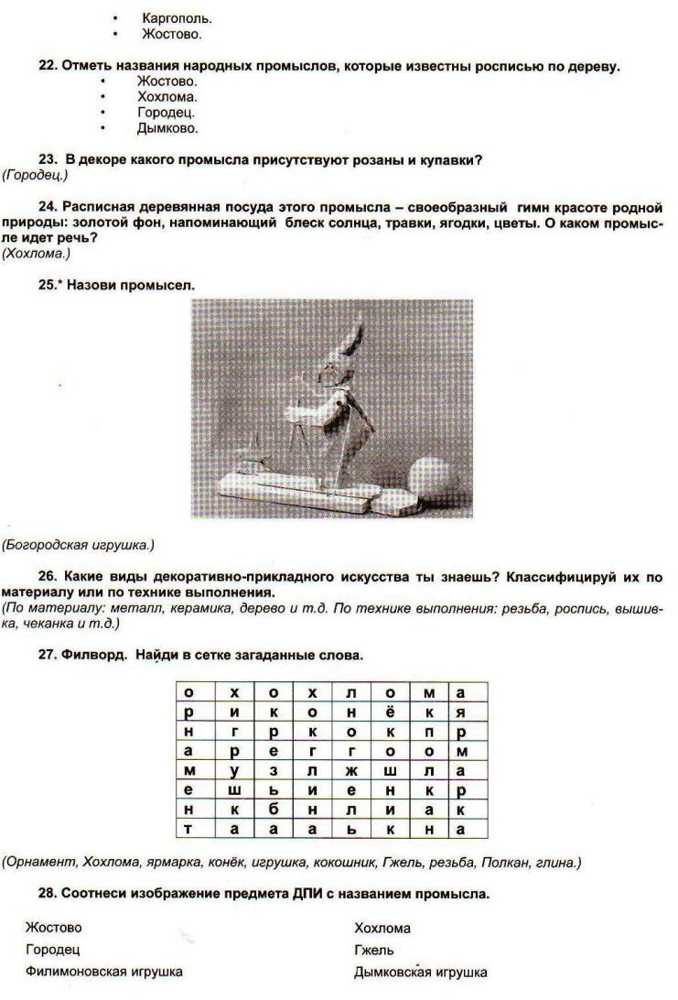 • Каргополь.
• Жостово.
22. Отметь названия народных промыслов, которые известны росписью по дереву.
• Жостово.
• Хохлома.
• Городец.
• Дымково.
23. В декоре какого промысла присутствуют розаны и купавки?
(Городец.)
24. Расписная деревянная посуда этого промысла – своеобразный гимн красоте родной
природы: золотой фон, напоминающий блеск солнца, травки, ягодки, цветы. О каком промыс-
ле идет речь?
(Хохлома.)
25.* Назови промысел.
(Богородская игрушка.)
26. Какие виды декоративно-прикладного искусства ты знаешь? Классифицируй их по
материалу или по технике выполнения.
(По материалу: металл, керамика, дерево и т.д. По технике выполнения: резьба, роспись, вышив-
ка, чеканка и т.д.)
27. Филворд. Найди в сетке загаданные слова.
о х о х л о м а
р и к о н ё к я
н г р к о к п р
а р е г г о о м
м у з л ж ш л а
е ш ь и е н к р
н к б н л и а к
т а а а ь к н а
(Орнамент, Хохлома, ярмарка, конёк, игрушка, кокошник, Гжель, резьба, Полкан, глина.)
28. Соотнеси изображение предмета ДПИ с названием промысла.
Жостово Хохлома
Городец Гжель
Филимоновская игрушка Дымковская игрушка